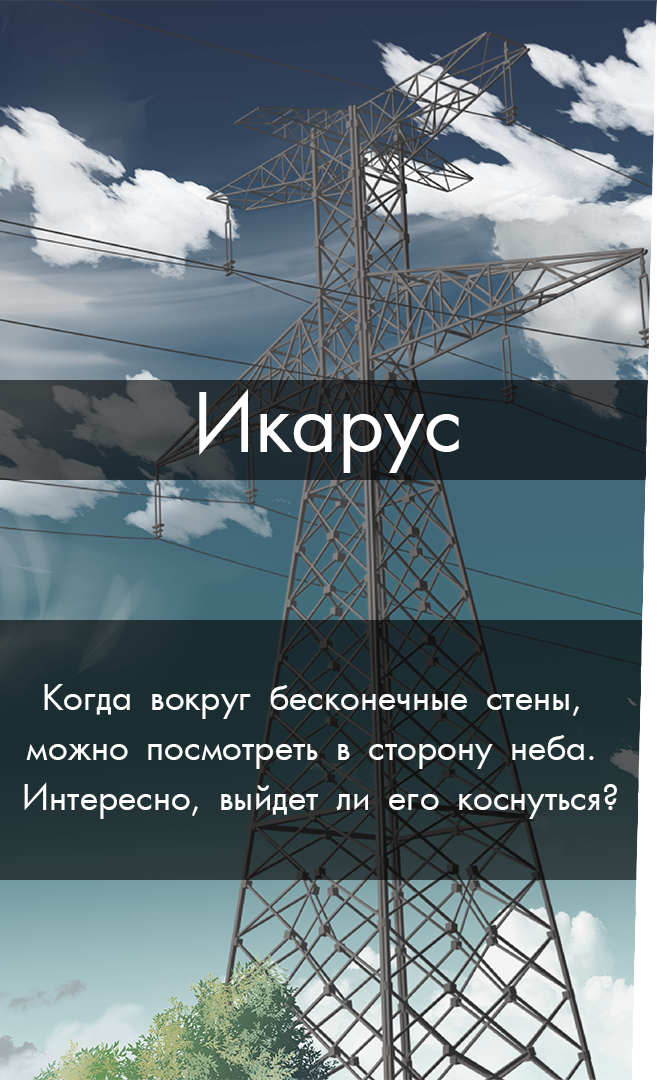 Икарус
Когда вокруг бесконечные стены,
можно посмотреть в сторону неба.
Интересно, выйдет ли его коснуться?